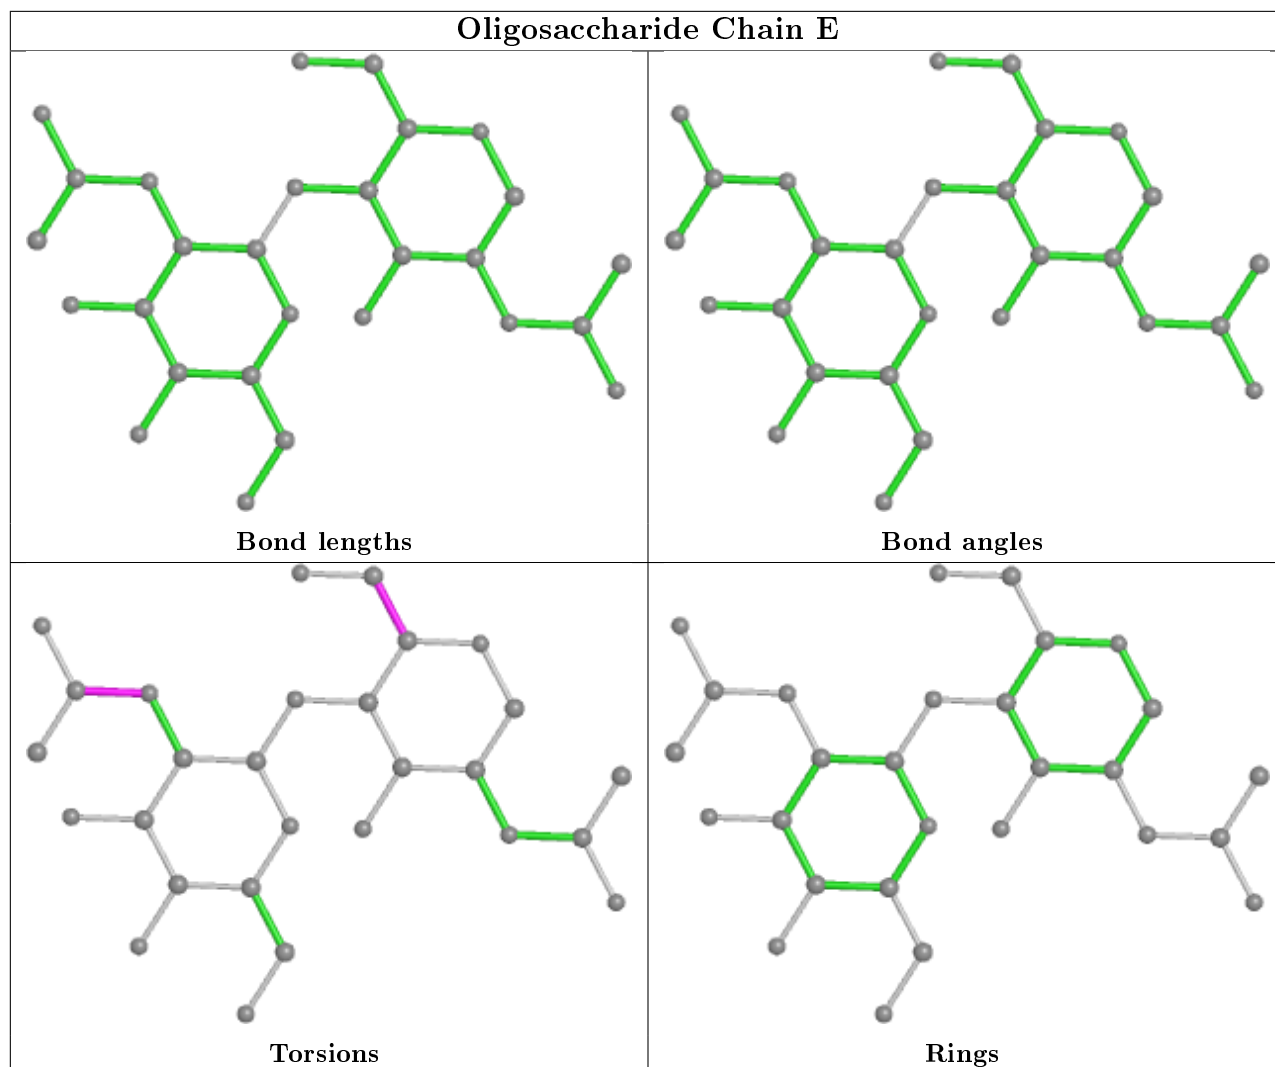 Oligosaccharide Chain E
Bond lengths
Bond angles
Torsions
Rings